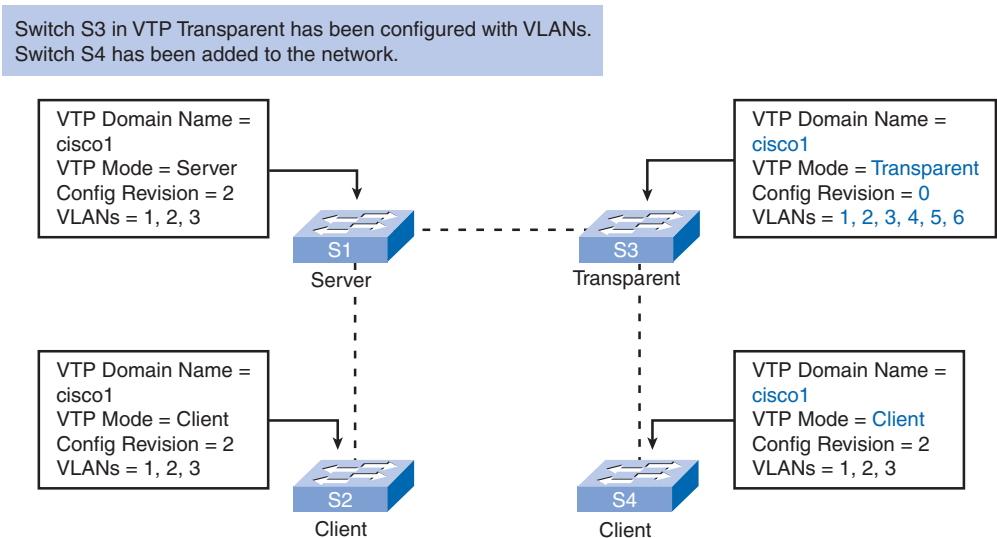 Switch S3 in VTP Transparent has been configured with VLANs.
Switch S4 has been added to the network.
VTP Domain Name =
cisco1
VTP Mode = Server
Config Revision = 2
VLANs = 1, 2, 3
VTP Domain Name =
cisco1
VTP Mode = Transparent
Config Revision = 0
VLANs = 1, 2, 3, 4, 5, 6
S1
Server
S3
Transparent
VTP Domain Name =
cisco1
VTP Mode = Client
Config Revision = 2
VLANs = 1, 2, 3
VTP Domain Name =
cisco1
VTP Mode = Client
Config Revision = 2
VLANs = 1, 2, 3
S2
Client
S4
Client